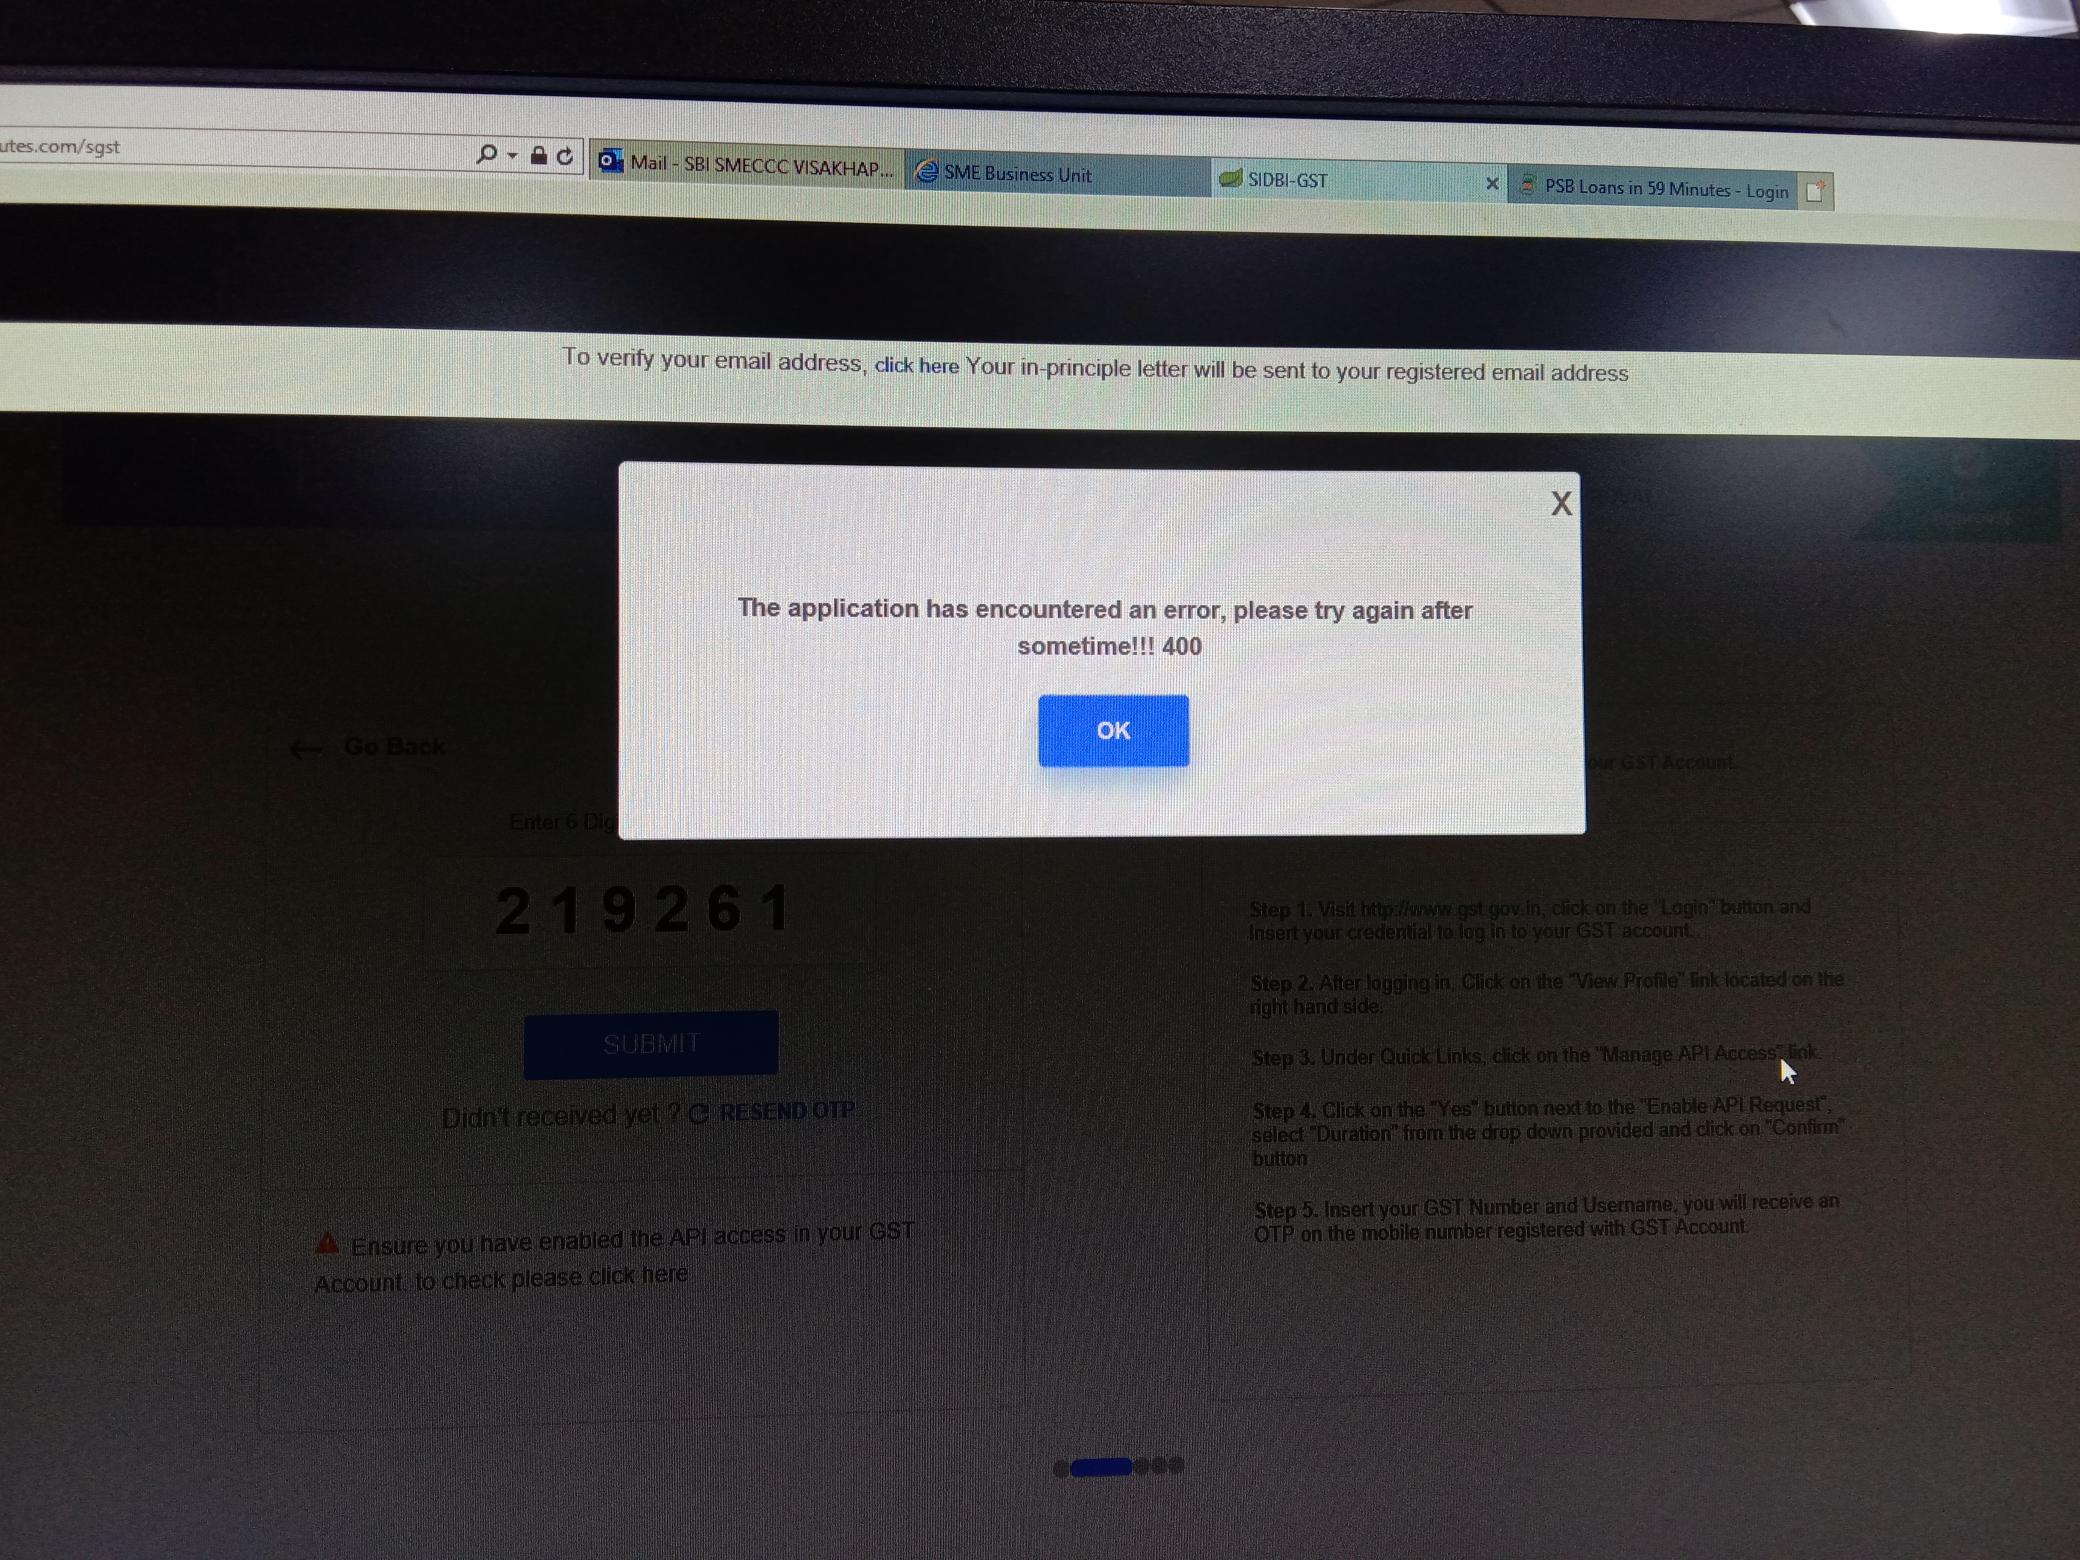 utes.com/sgst
Mail - SBI SMECCC VISAKHAP...
SME Business Unit
SIDBI-GST
PSB Loans in 59 Minutes - Login
To verify your email address, click here Your in-principle letter will be sent to your registered email address
X
The application has encountered an error, please try again after
sometime!!! 400
OK
Go Back
our GST Account.
Enter 6 Dig
219261
SUBMIT
Didn't received yet ? RESEND OTP
Ensure you have enabled the API access in your GST
Account. to check please click here
Step 1. Visit http://www.gst.gov.in, click on the "Login" button and
Insert your credential to log in to your GST account.
Step 2. After logging in, Click on the "View Profile" link located on the
right hand side.
Step 3. Under Quick Links, click on the "Manage API Access" link.
Step 4. Click on the "Yes" button next to the "Enable API Request",
select "Duration" from the drop down provided and click on "Confirm"
button
Step 5. Insert your GST Number and Username, you will receive an
OTP on the mobile number registered with GST Account.